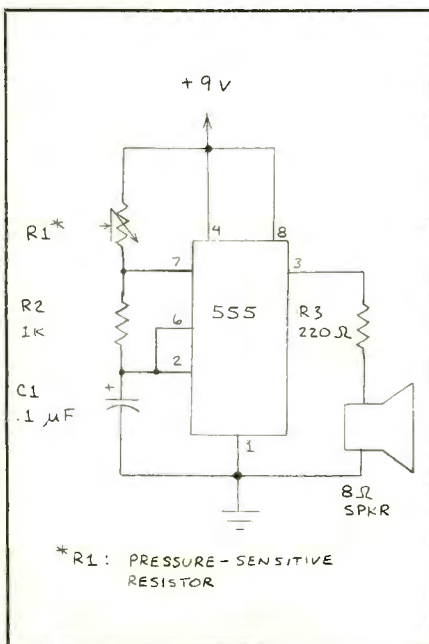 +9V
R1*
4
8
7
3
R2
1K
6
555
R3
220Ω
2
C1
+
.1 µF
1
8Ω
SPKR
*R1: PRESSURE-SENSITIVE
RESISTOR